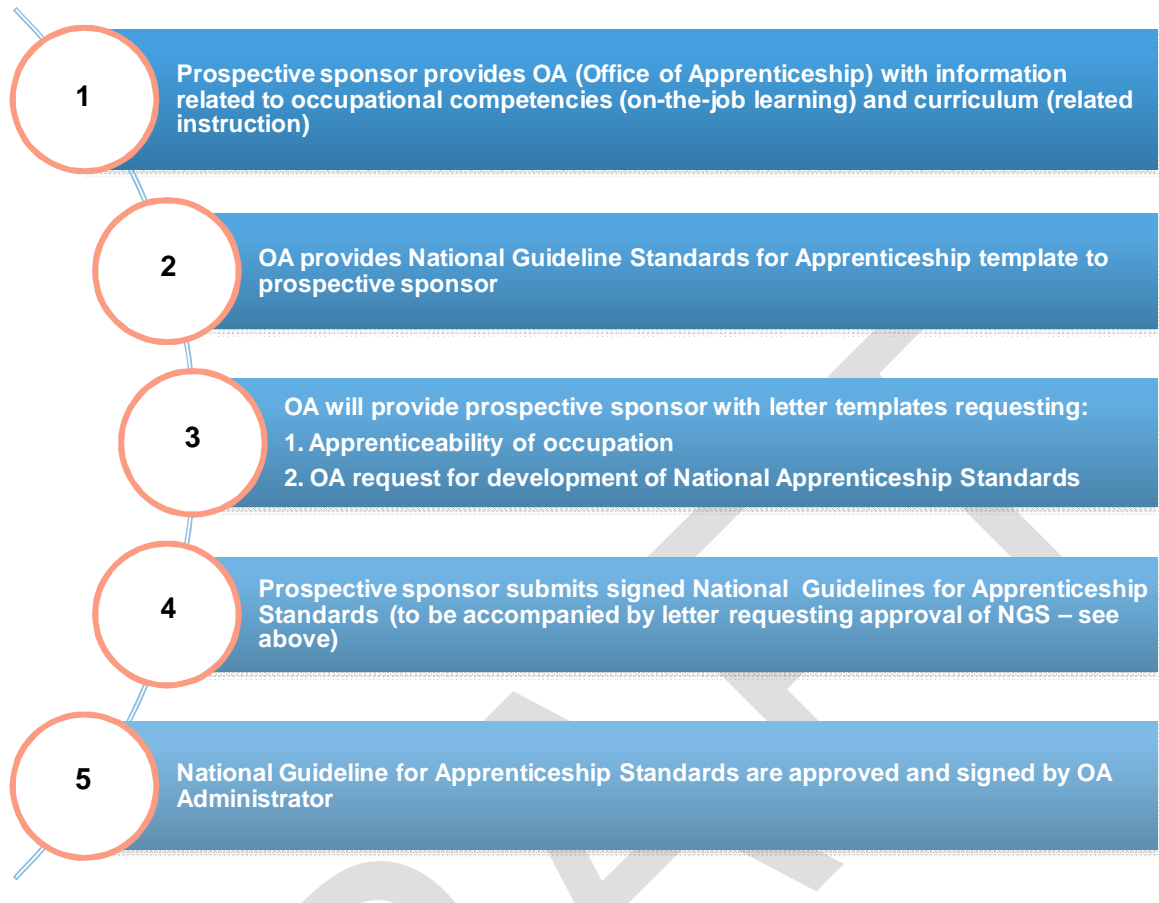 1
Prospective sponsor provides OA (Office of Apprenticeship) with information
related to occupational competencies (on-the-job learning) and curriculum (related
instruction)
2
OA provides National Guideline Standards for Apprenticeship template to
prospective sponsor
3
OA will provide prospective sponsor with letter templates requesting:
1. Apprenticeability of occupation
2. OA request for development of National Apprenticeship Standards
4
Prospective sponsor submits signed National Guidelines for Apprenticeship
Standards (to be accompanied by letter requesting approval of NGS – see
above)
5
National Guideline for Apprenticeship Standards are approved and signed by OA
Administrator